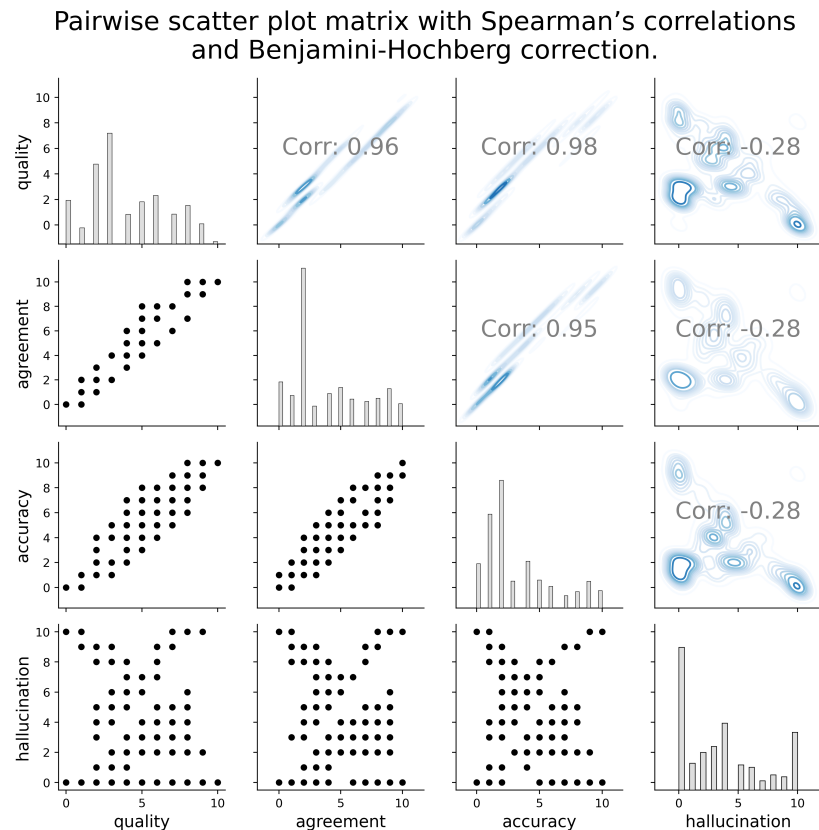 Pairwise scatter plot matrix with Spearman’s correlations
and Benjamini-Hochberg correction.
quality
10
8
6
4
2
0
Corr: 0.96
Corr: 0.98
Corr: -0.28
agreement
10
8
6
4
2
0
Corr: 0.95
Corr: -0.28
accuracy
10
8
6
4
2
0
Corr: -0.28
hallucination
10
8
6
4
2
0
0 5 10
0 5 10
0 5 10
0 5 10
quality
agreement
accuracy
hallucination